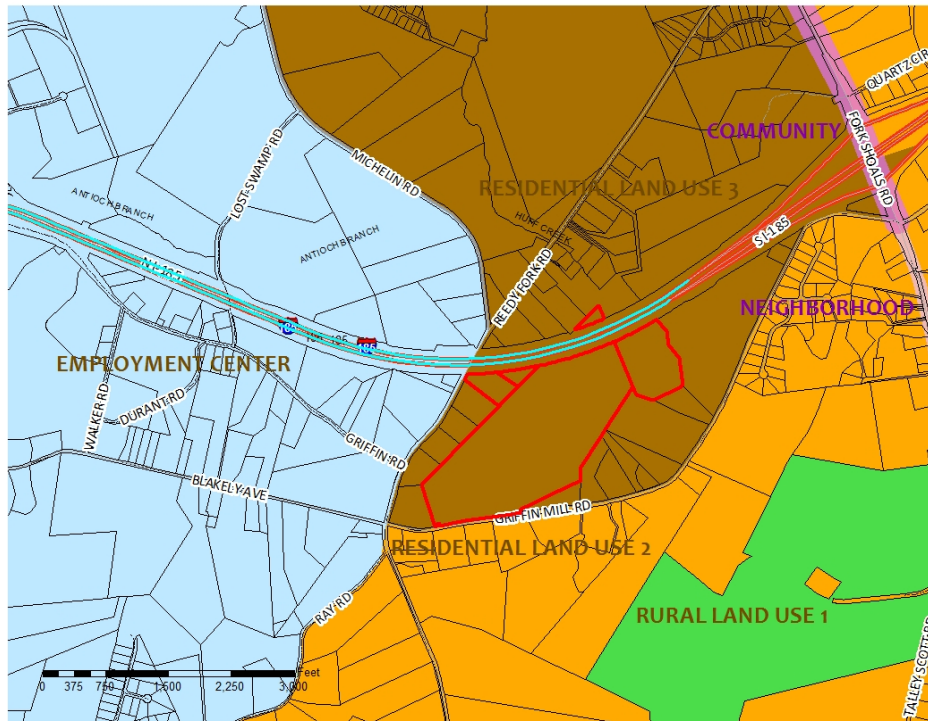 QUARTZ CIR
COMMUNITY
FORK SHOALS RD
LOST SWAMP RD
MICHELIN RD
RESIDENTIAL LAND USE 3
ANTIOCH BRANCH
HUFF CREEK
ANTIOCH BRANCH
S I-185
REEDY FORK RD
N I-185
NEIGHBORHOOD
185
185
EMPLOYMENT CENTER
WALKER RD
DURANT RD
GRIFFIN RD
BLAKELY AVE
GRIFFIN MILL RD
RESIDENTIAL LAND USE 2
RAY RD
RURAL LAND USE 1
TALLEY SCOTT RD
Feet
0 375 750 1,500 2,250 3,000